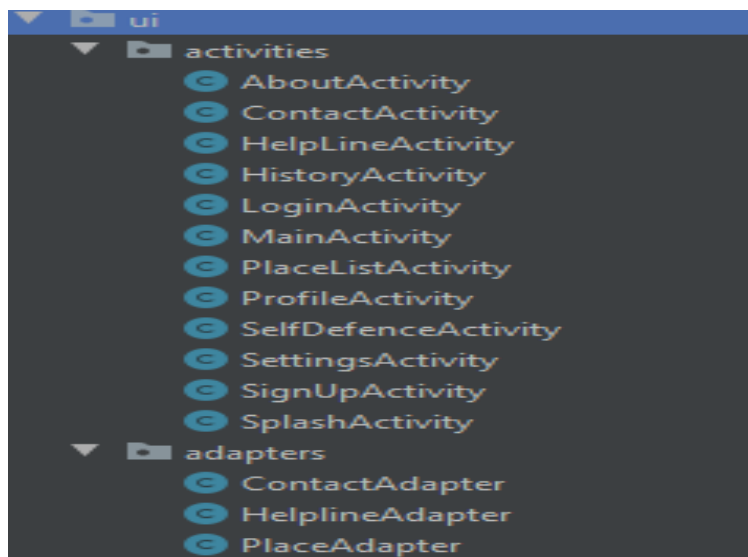 ui
activities
AboutActivity
ContactActivity
HelpLineActivity
HistoryActivity
LoginActivity
MainActivity
PlaceListActivity
ProfileActivity
SelfDefenceActivity
SettingsActivity
SignUpActivity
SplashActivity
adapters
ContactAdapter
HelplineAdapter
PlaceAdapter